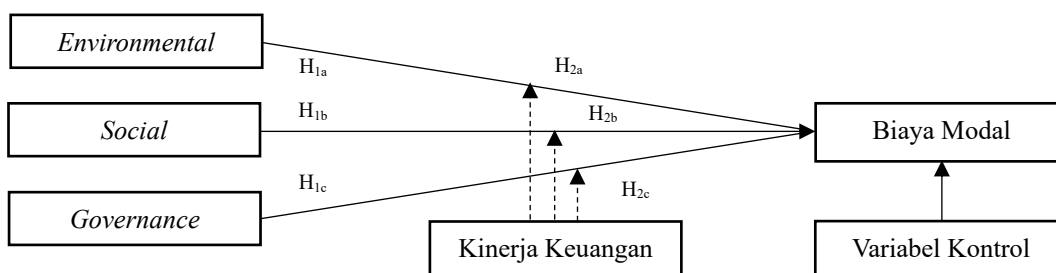 Environmental
H1a
H2a
Social
H1b
H2b
Biaya Modal
Governance
H1c
H2c
Kinerja Keuangan
Variabel Kontrol